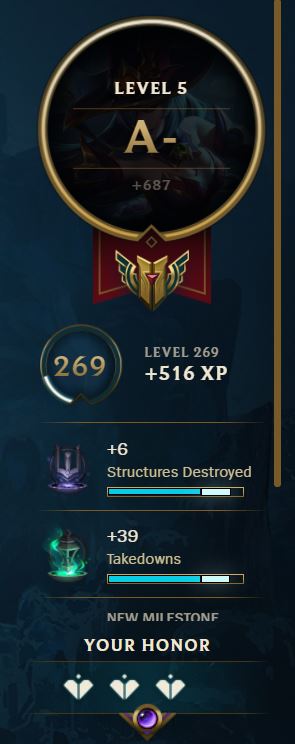 LEVEL 5
A-
+687
269
LEVEL 269
+516 XP
+6
Structures Destroyed
+39
Takedowns
NEW MILESTONE
YOUR HONOR